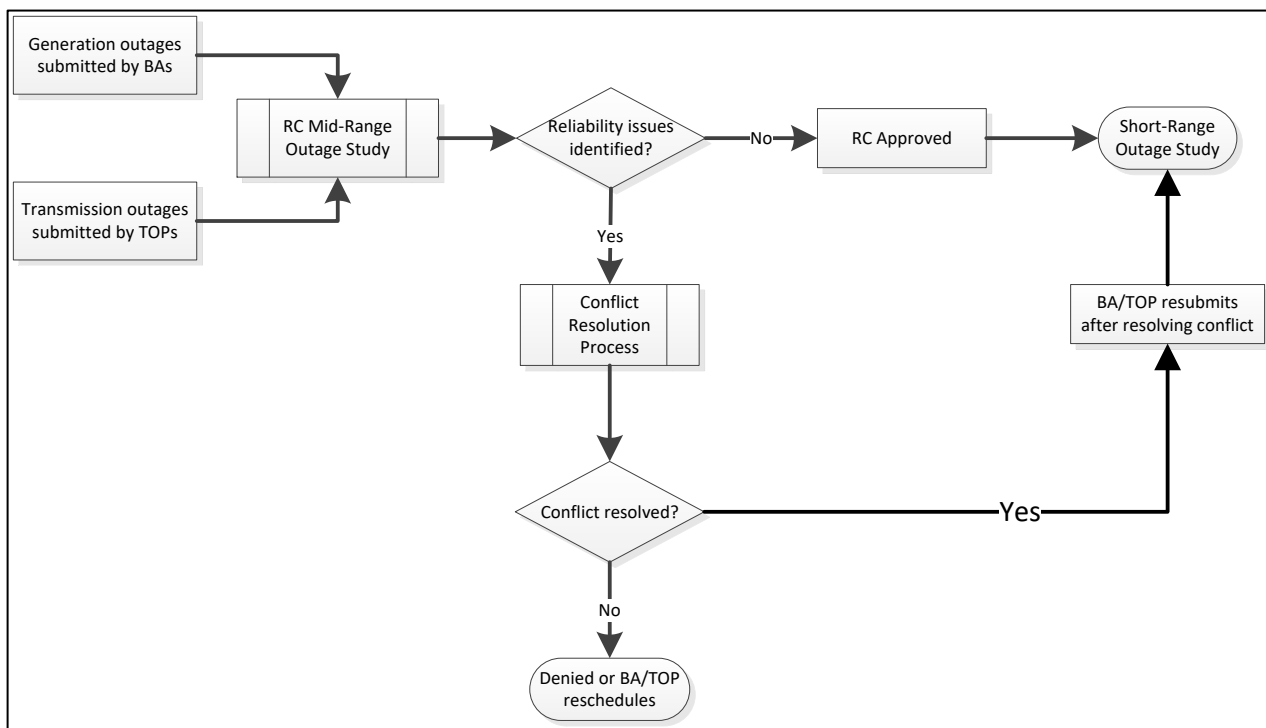 Generation outages
submitted by BAs
RC Mid-Range
Outage Study
Transmission outages
submitted by TOPs
Reliability issues
identified?
No
RC Approved
Short-Range
Outage Study
Yes
Conflict
Resolution
Process
BA/TOP resubmits
after resolving conflict
Conflict resolved?
Yes
No
Denied or BA/TOP
reschedules